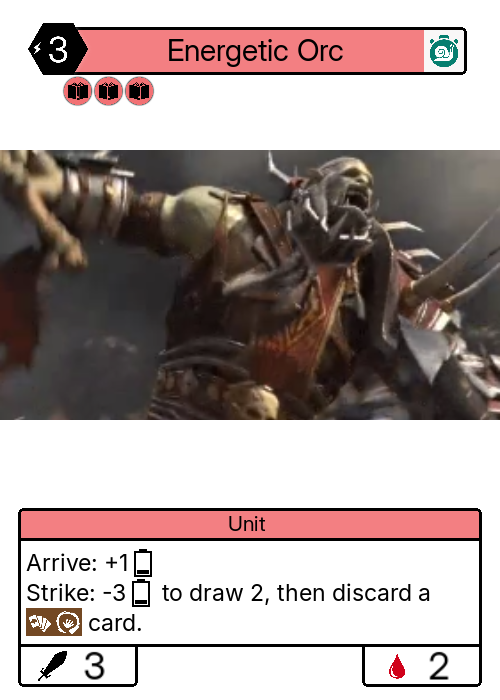 3
Energetic Orc
Unit
Arrive: +1
Strike: -3 to draw 2, then discard a
card.
3
2